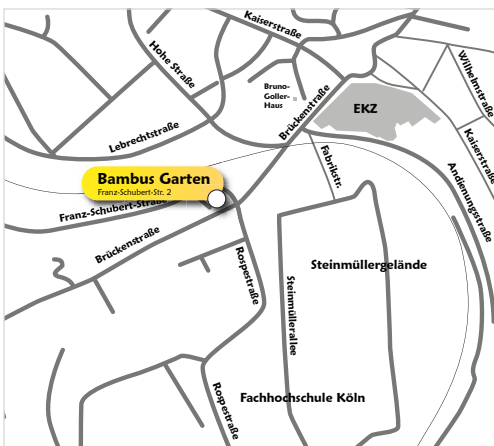 Kaiserstraße
Hohe Straße
Bruno-
Goller-
Haus
Brückenstraße
EKZ
Wilhelmstraße
Kaiserstraße
Lebrechtstraße
Fabrikstr.
Andienungsstraße
Bambus Garten
Franz-Schubert-Str. 2
Franz-Schubert-Straße
Brückenstraße
Rospestraße
Steinmüllergelände
Steinmüllerallee
Fachhochschule Köln
Rospestraße